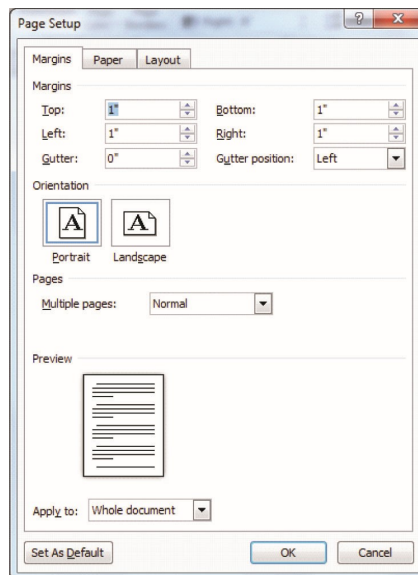 Page Setup
Margins Paper Layout
Margins
Top: 1" Bottom: 1"
Left: 1" Right: 1"
Gutter: 0" Gutter position: Left
Orientation
A A
Portrait Landscape
Pages
Multiple pages: Normal
Preview
Apply to: Whole document
Set As Default OK Cancel